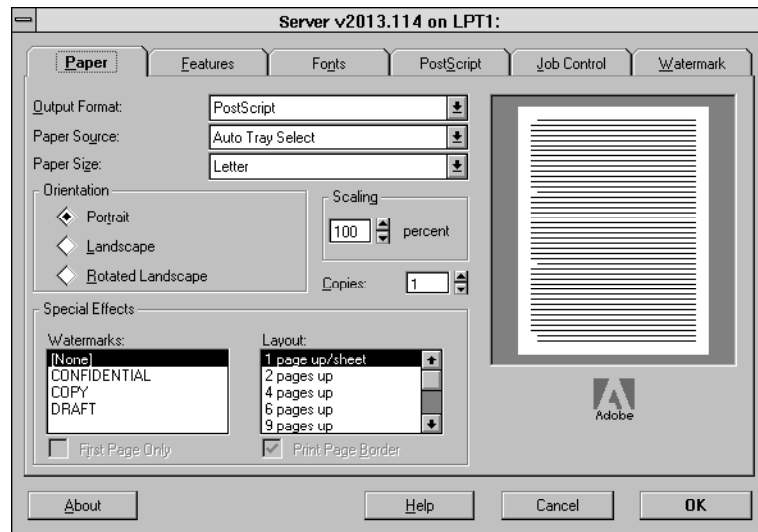 Server v2013.114 on LPT1:
Paper Features Fonts PostScript Job Control Watermark
Output Format: PostScript
Paper Source: Auto Tray Select
Paper Size: Letter
Orientation
Portrait
Landscape
Rotated Landscape
Scaling
100 percent
Copies: 1
Special Effects
Watermarks:
[None]
CONFIDENTIAL
COPY
DRAFT
First Page Only
Layout:
1 page up/sheet
2 pages up
4 pages up
6 pages up
9 pages up
Print Page Border
Adobe
About Help Cancel OK